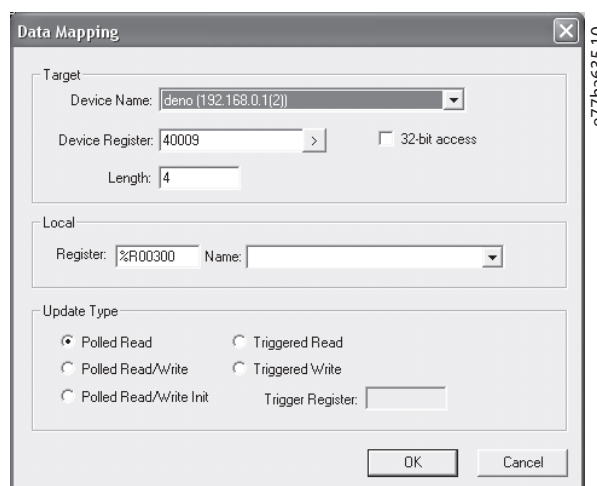 Data Mapping
Target
Device Name: deno (192.168.0.1(2))
Device Register: 40009 > 32-bit access
Length: 4
Local
Register: %R00300 Name:
Update Type
Polled Read Triggered Read
Polled Read/Write Triggered Write
Polled Read/Write Init Trigger Register:
OK Cancel